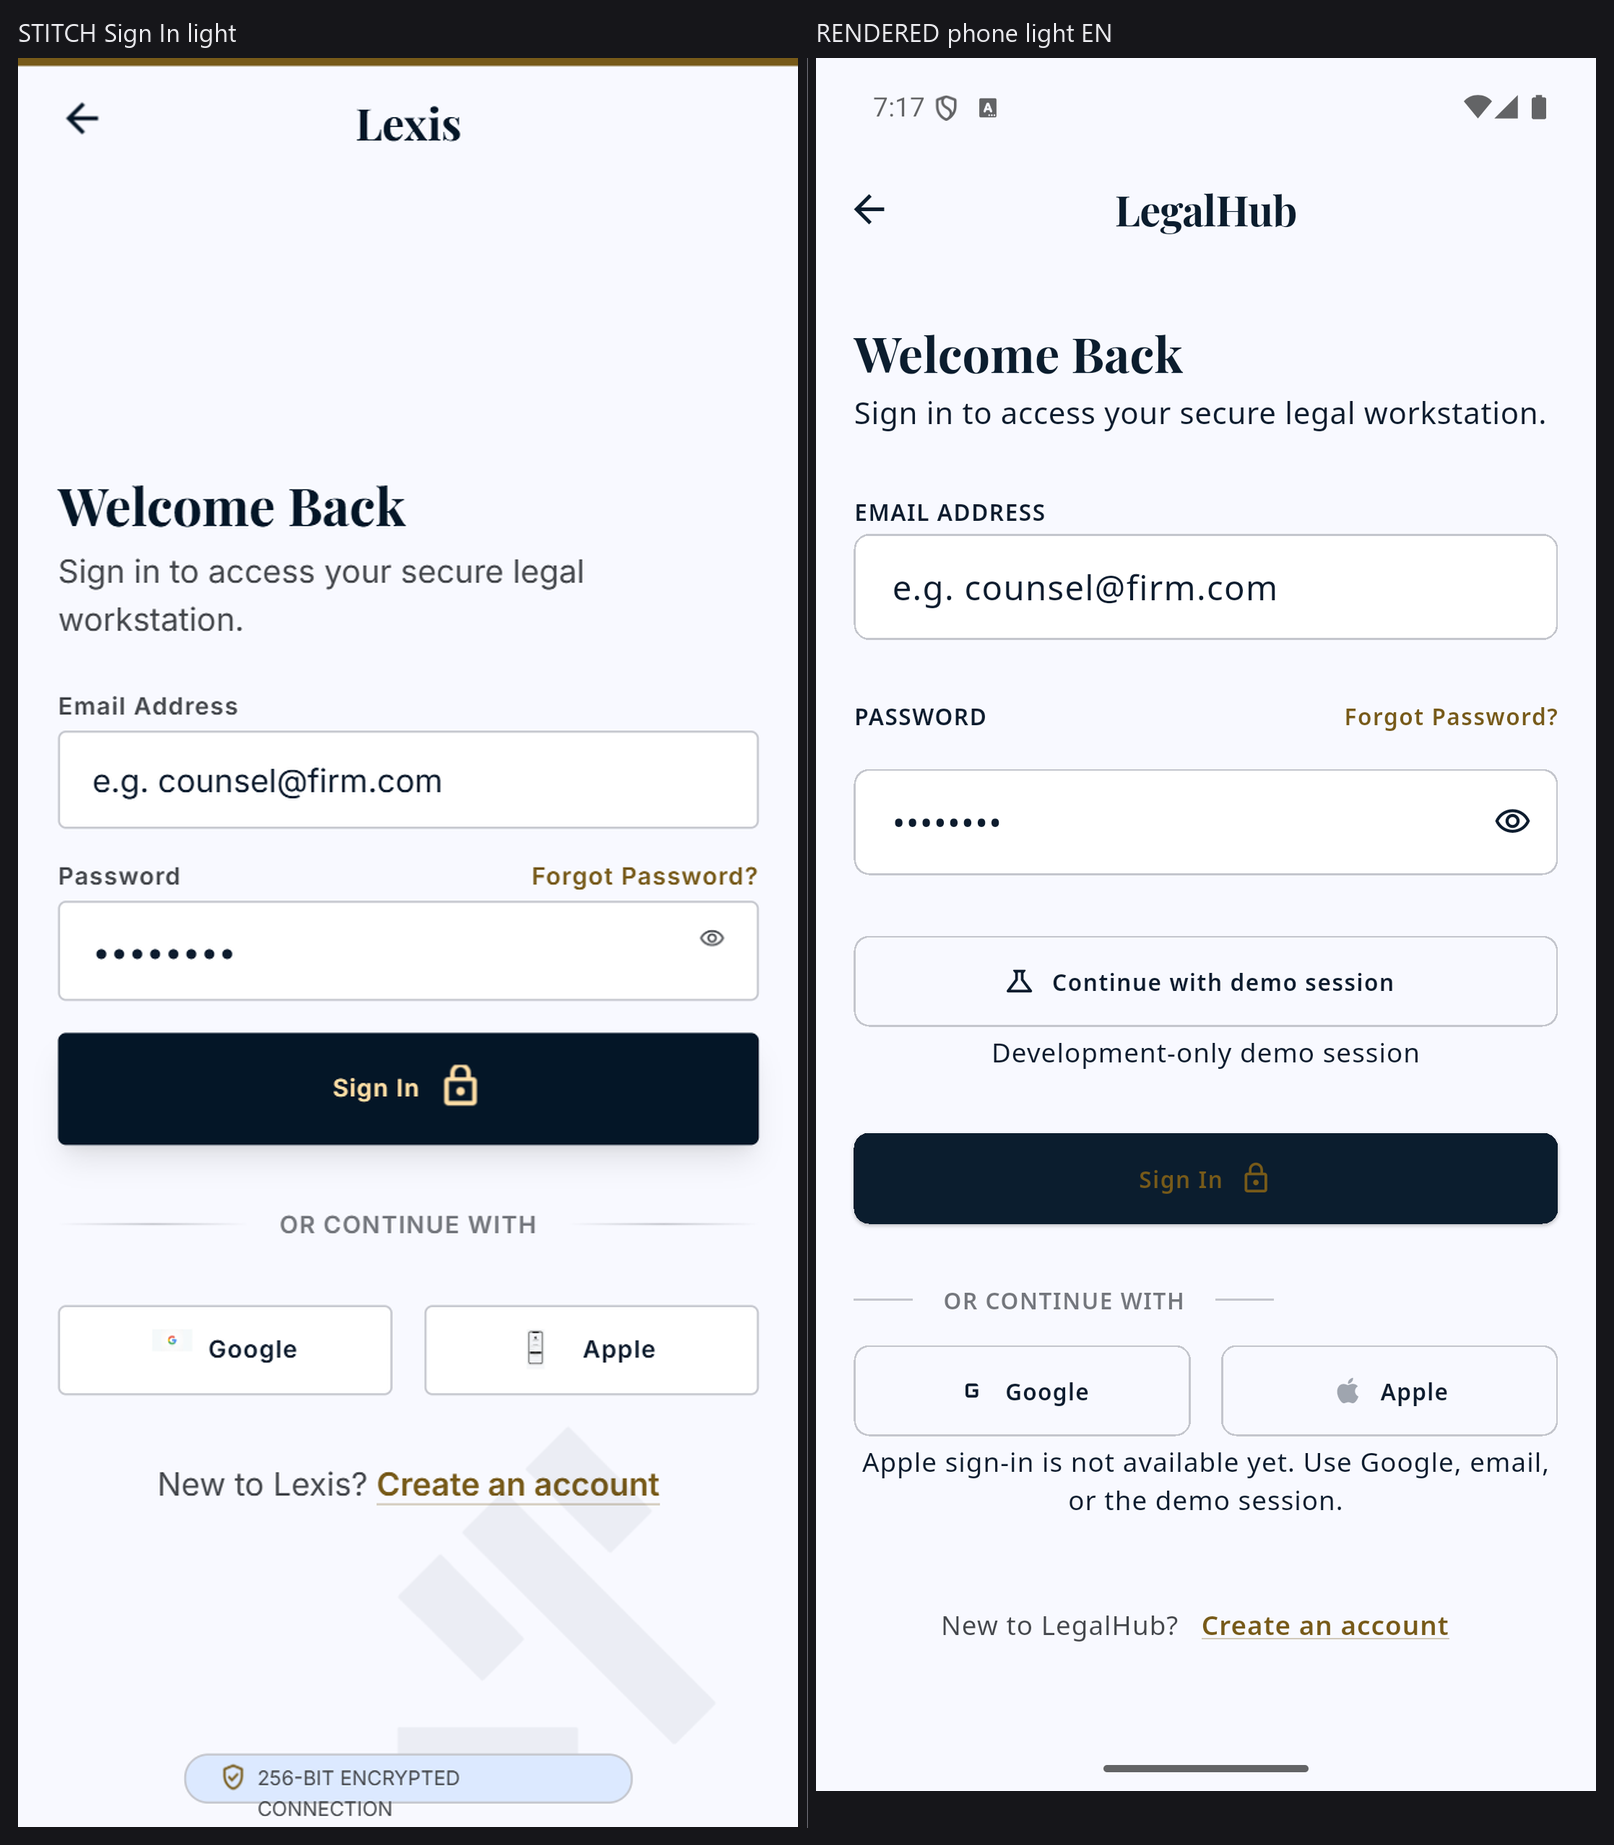 STITCH Sign In light
Lexis
Welcome Back
Sign in to access your secure legal
workstation.
Email Address
e.g. counsel@firm.com
Password
Forgot Password?
••••••••
Sign In
OR CONTINUE WITH
Google
Apple
New to Lexis? Create an account
256-BIT ENCRYPTED
CONNECTION
RENDERED phone light EN
7:17
A
LegalHub
Welcome Back
Sign in to access your secure legal workstation.
EMAIL ADDRESS
e.g. counsel@firm.com
PASSWORD
Forgot Password?
••••••••
Continue with demo session
Development-only demo session
Sign In
OR CONTINUE WITH
G Google
Apple
Apple sign-in is not available yet. Use Google, email,
or the demo session.
New to LegalHub? Create an account